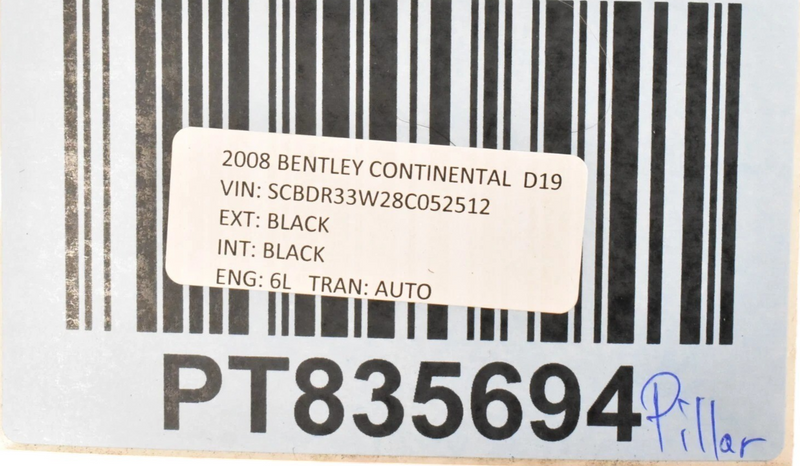 2008 BENTLEY CONTINENTAL D19
VIN: SCBDR33W28C052512
EXT: BLACK
INT: BLACK
ENG: 6L TRAN: AUTO
PT835694 Pillar